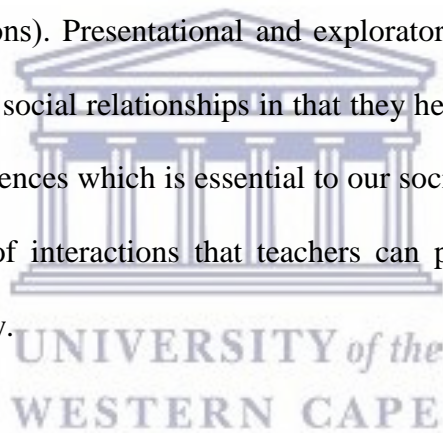 ons). Presentational and explorator
social relationships in that they he
ences which is essential to our soci
of interactions that teachers can p
y.
UNIVERSITY of the
WESTERN CAPE